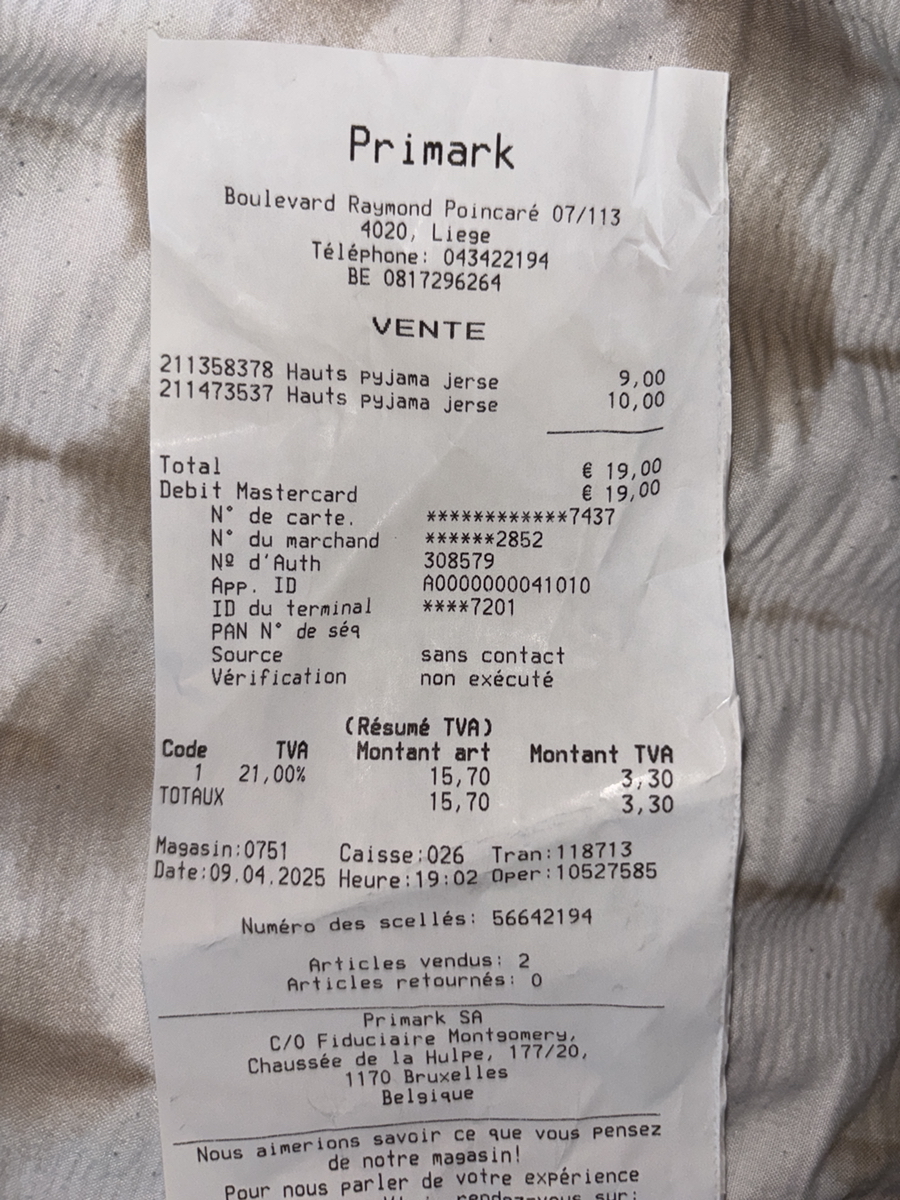 Primark
Boulevard Raymond Poincaré 07/113
4020, Liege
Téléphone: 043422194
BE 0817296264
VENTE
211358378 Hauts pyjama jerse 9,00
211473537 Hauts pyjama jerse 10,00
Total € 19,00
Debit Mastercard € 19,00
N° de carte. ************7437
N° du marchand ******2852
Nº d'Auth 308579
App. ID A0000000041010
ID du terminal ****7201
PAN N° de séq
Source sans contact
Vérification non exécuté
(Résumé TVA)
Code TVA Montant art Montant TVA
1 21,00% 15,70 3,30
TOTAUX 15,70 3,30
Magasin:0751 Caisse:026 Tran:118713
Date:09.04.2025 Heure:19:02 Oper:10527585
Numéro des scellés: 56642194
Articles vendus: 2
Articles retournés: 0
Primark SA
C/O Fiduciaire Montgomery,
Chaussée de la Hulpe, 177/20,
1170 Bruxelles
Belgique
Nous aimerions savoir ce que vous pensez
de notre magasin!
Pour nous parler de votre expérience
rendez-vous sur: